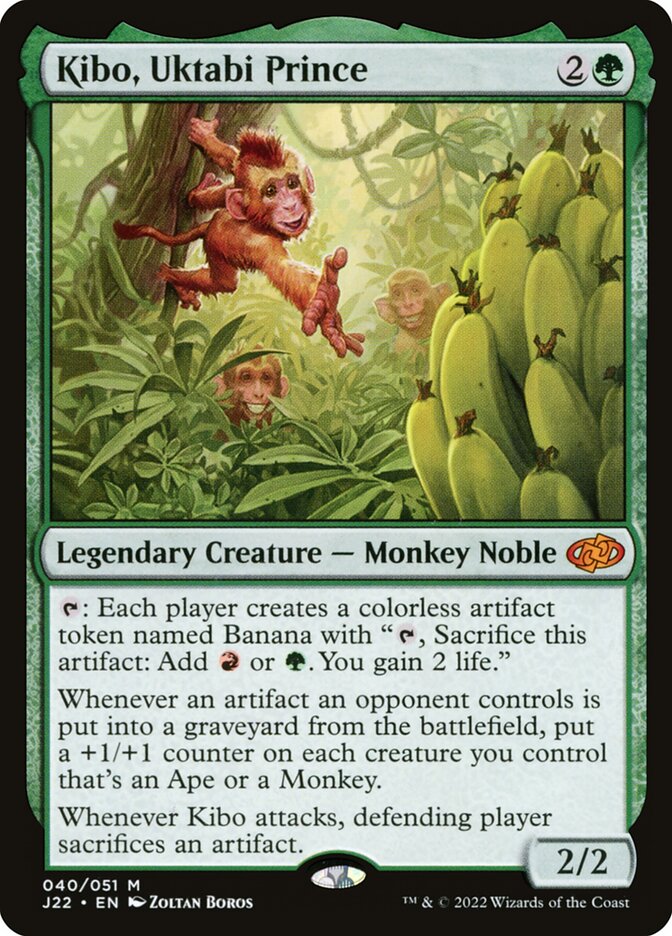 Kibo, Uktabi Prince 2
Legendary Creature — Monkey Noble
: Each player creates a colorless artifact
token named Banana with “ , Sacrifice this
artifact: Add or . You gain 2 life.”
Whenever an artifact an opponent controls is
put into a graveyard from the battlefield, put
a +1/+1 counter on each creature you control
that’s an Ape or a Monkey.
Whenever Kibo attacks, defending player
sacrifices an artifact.
2/2
040/051 M
J22 • EN ZOLTAN BOROS ™ & © 2022 Wizards of the Coast